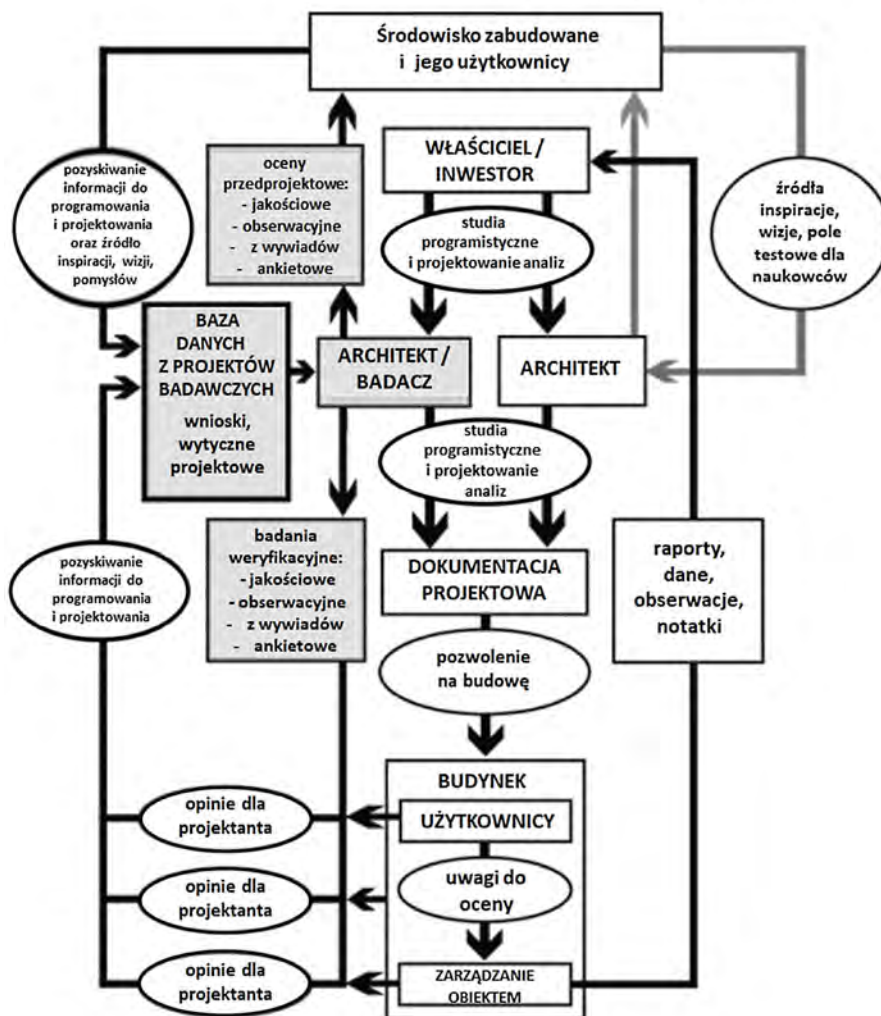 Środowisko zabudowane
i jego użytkownicy
pozyskiwanie
informacji do
programowania
i projektowania
oraz źródło
inspiracji, wizji,
pomysłów
oceny
przedprojektowe:
- jakościowe
- obserwacyjne
- z wywiadów
- ankietowe
WŁAŚCICIEL /
INWESTOR
źródła
inspiracje,
wizje, pole
testowe dla
naukowców
studia
programistyczne
i projektowanie analiz
BAZA
DANYCH
Z PROJEKTÓW
BADAWCZYCH
wnioski,
wytyczne
projektowe
ARCHITEKT /
BADACZ
ARCHITEKT
studia
programistyczne
i projektowanie
analiz
pozyskiwanie
informacji do
programowania
i projektowania
badania
weryfikacyjne:
- jakościowe
- obserwacyjne
- z wywiadów
- ankietowe
DOKUMENTACJA
PROJEKTOWA
raporty,
dane,
obserwacje,
notatki
pozwolenie
na budowę
BUDYNEK
opinie dla
projektanta
UŻYTKOWNICY
opinie dla
projektanta
uwagi do
oceny
opinie dla
projektanta
ZARZĄDZANIE
OBIEKTEM